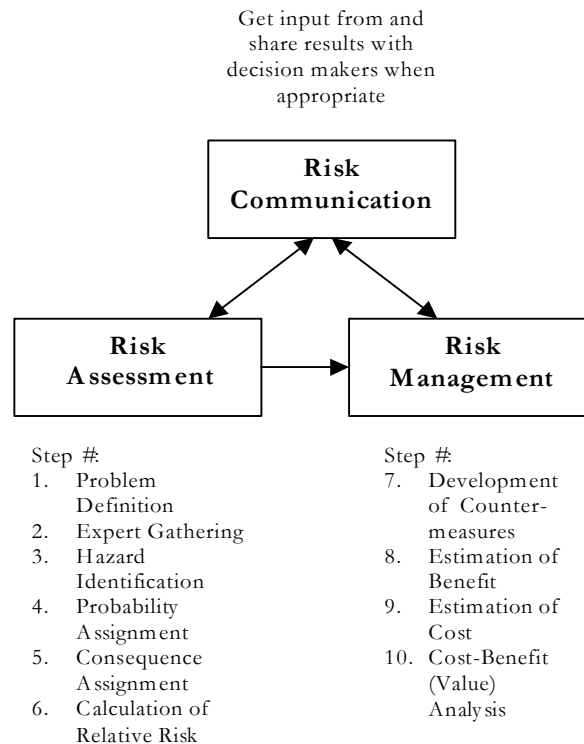 Get input from and
share results with
decision makers when
appropriate
Risk
Communication
Risk
Assessment
Risk
Management
Step #:
1. Problem
Definition
2. Expert Gathering
3. Hazard
Identification
4. Probability
Assignment
5. Consequence
Assignment
6. Calculation of
Relative Risk
Step #:
7. Development
of Counter-
measures
8. Estimation of
Benefit
9. Estimation of
Cost
10. Cost-Benefit
(Value)
Analysis